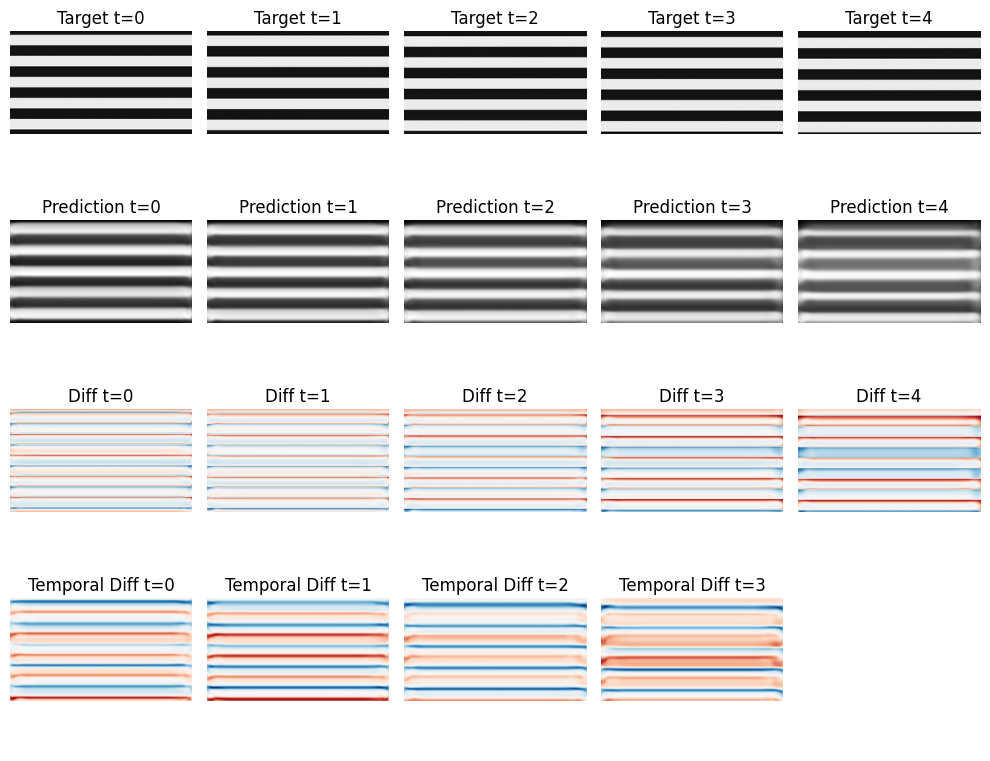 Target t=0 Target t=1 Target t=2 Target t=3 Target t=4
Prediction t=0 Prediction t=1 Prediction t=2 Prediction t=3 Prediction t=4
Diff t=0 Diff t=1 Diff t=2 Diff t=3 Diff t=4
Temporal Diff t=0 Temporal Diff t=1 Temporal Diff t=2 Temporal Diff t=3